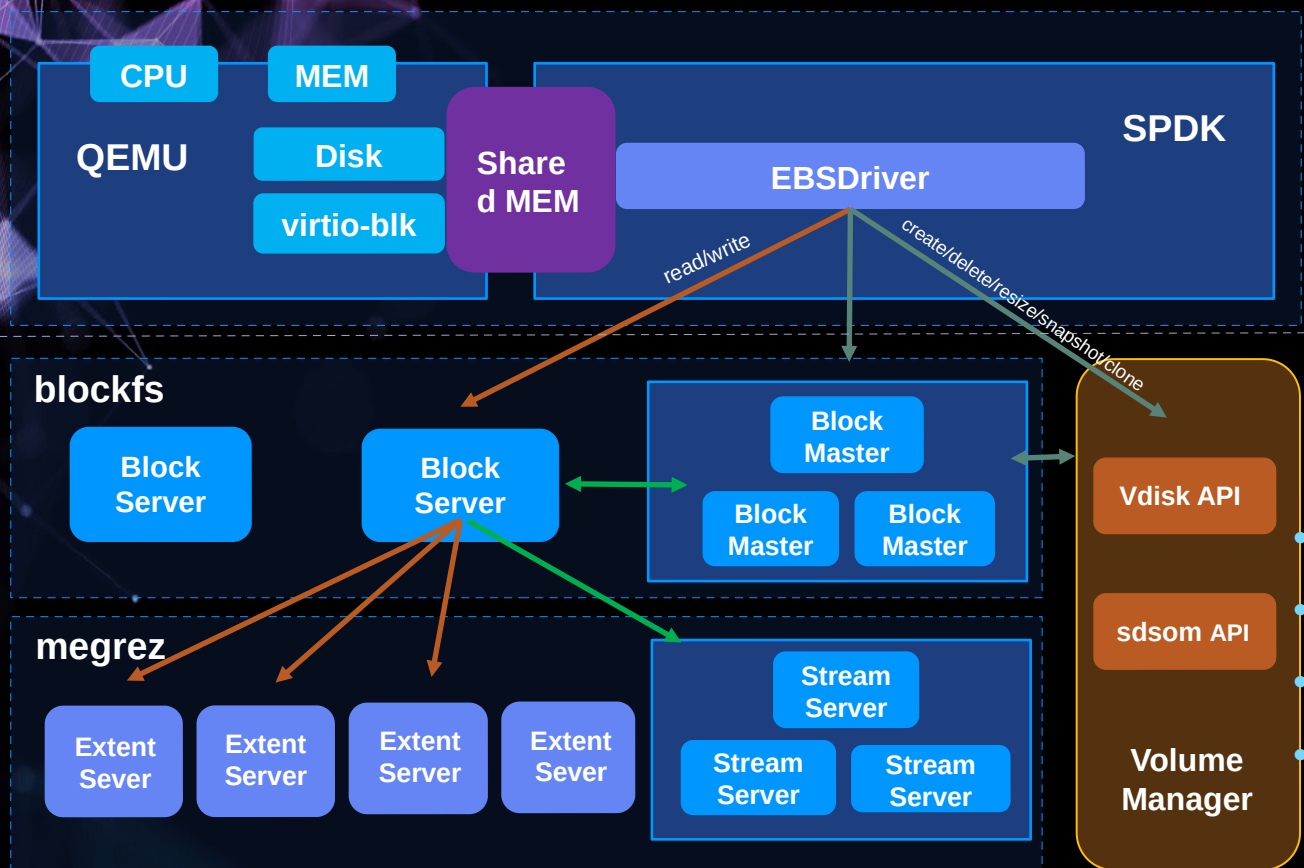 CPU
MEM
QEMU
Disk
virtio-blk
Share
d MEM
EBSDriver
SPDK
read/write
create/delete/resize/snapshot/clone
blockfs
Block
Server
Block
Server
Block
Master
Block
Master
Block
Master
Vdisk API
sdsom API
Volume
Manager
megrez
Extent
Sever
Extent
Server
Extent
Server
Extent
Sever
Stream
Server
Stream
Server
Stream
Server